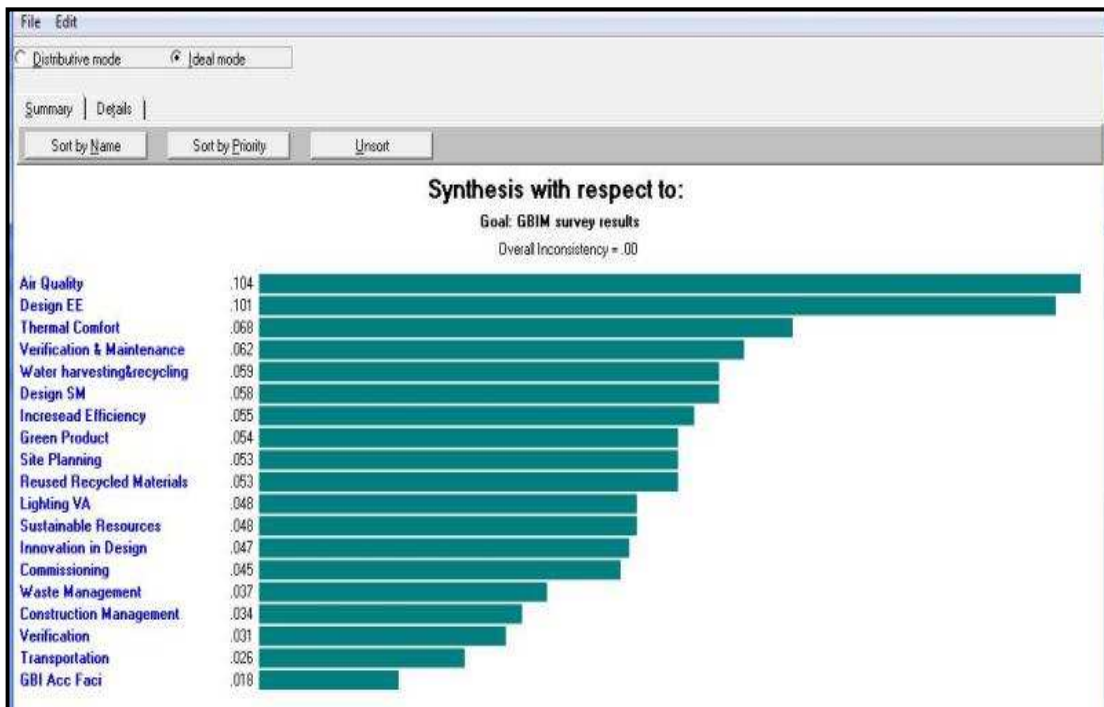 File Edit
Distributive mode Ideal mode
Summary Details
Sort by Name Sort by Priority Unsort
Synthesis with respect to:
Goal: GBIM survey results
Overall Inconsistency = .00
Air Quality .104
Design EE .101
Thermal Comfort .068
Verification & Maintenance .062
Water harvesting&recycling .059
Design SM .058
Incresead Efficiency .055
Green Product .054
Site Planning .053
Reused Recycled Materials .053
Lighting VA .048
Sustainable Resources .048
Innovation in Design .047
Commissioning .045
Waste Management .037
Construction Management .034
Verification .031
Transportation .026
GBI Acc Faci .018